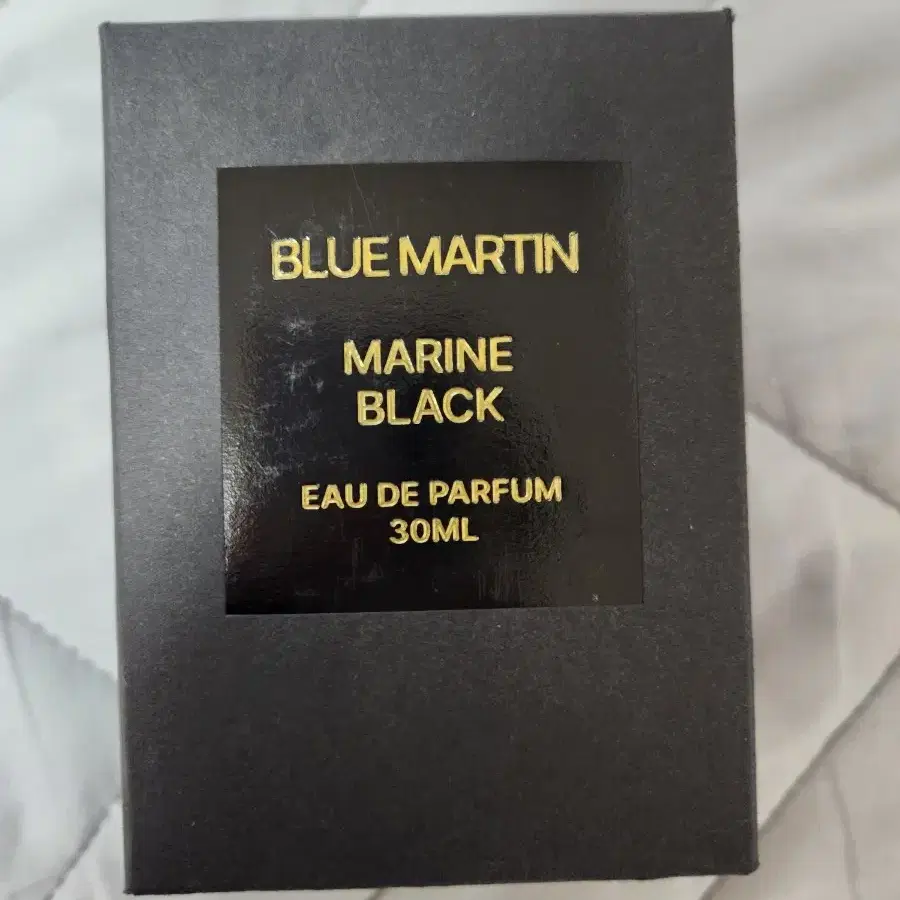 BLUE MARTIN
MARINE
BLACK
EAU DE PARFUM
30ML